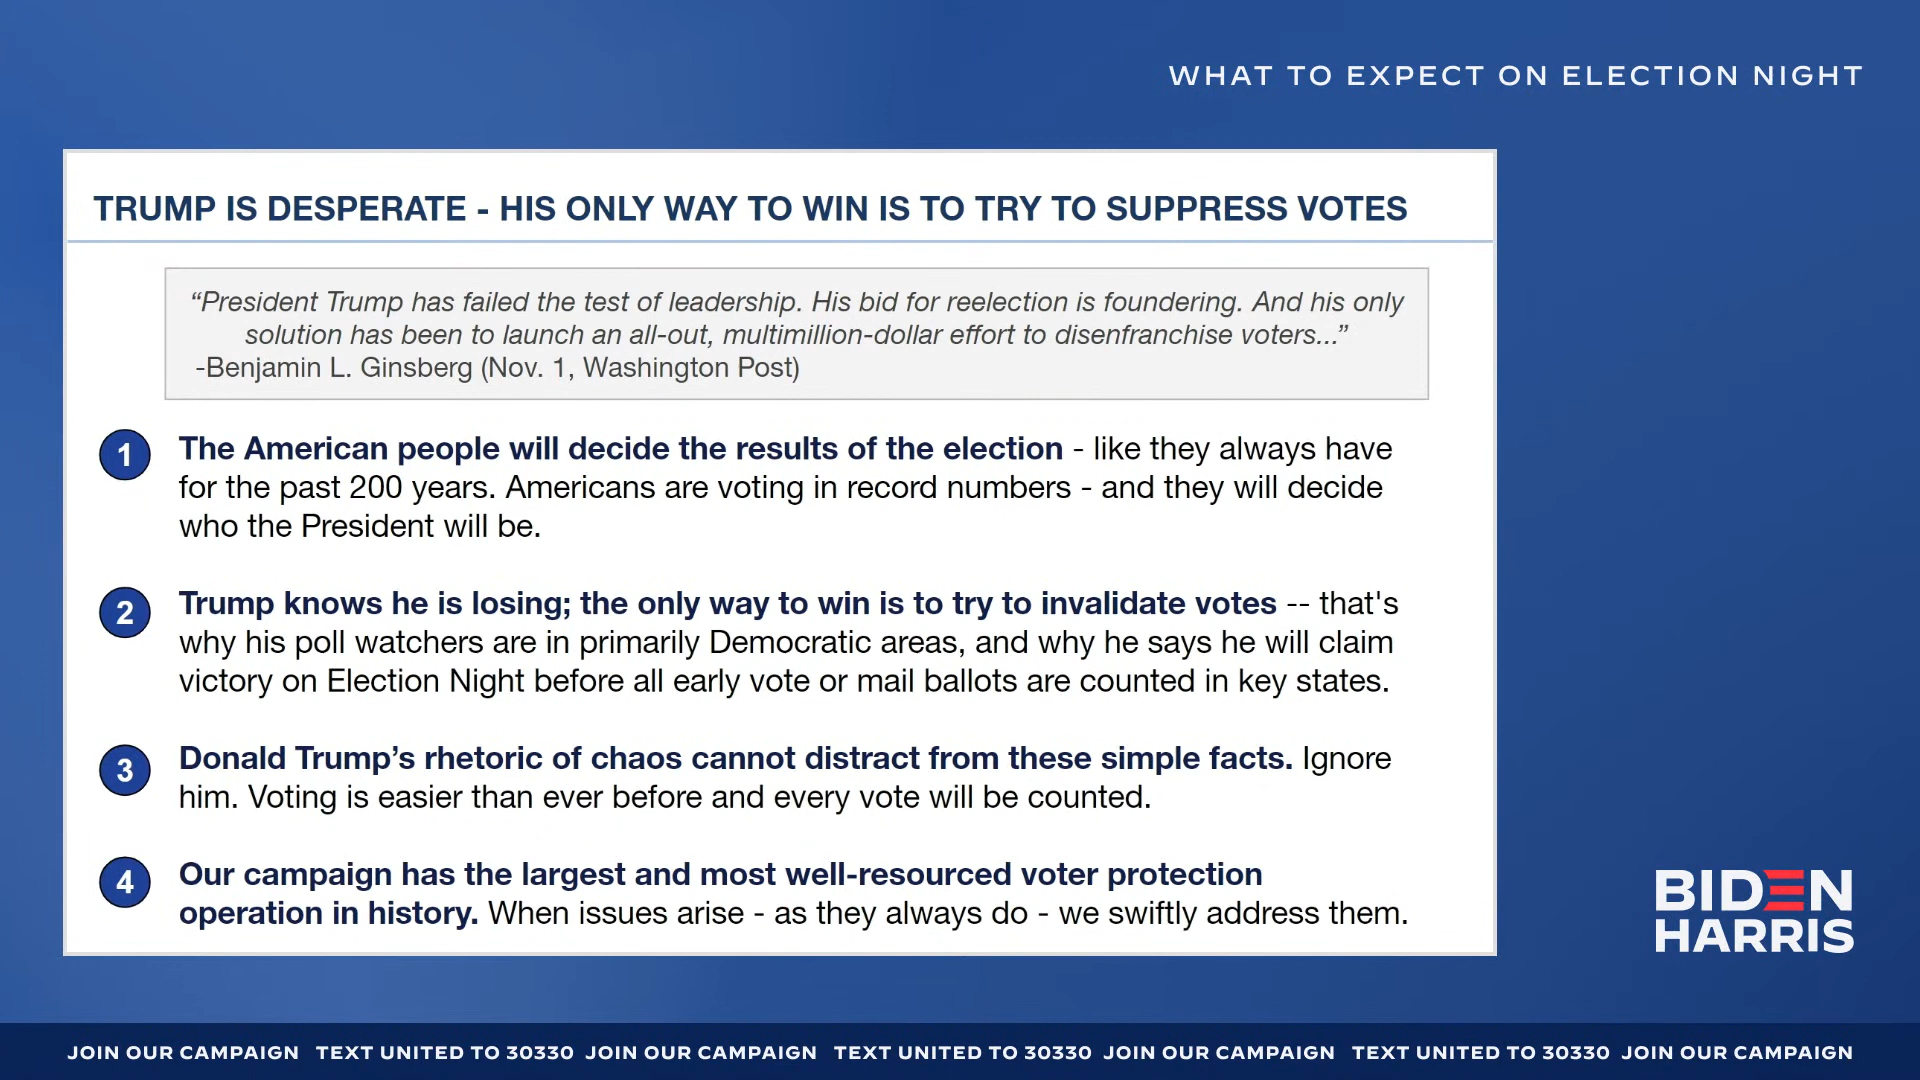 WHAT TO EXPECT ON ELECTION NIGHT
TRUMP IS DESPERATE - HIS ONLY WAY TO WIN IS TO TRY TO SUPPRESS VOTES
“President Trump has failed the test of leadership. His bid for reelection is foundering. And his only
solution has been to launch an all-out, multimillion-dollar effort to disenfranchise voters...”
-Benjamin L. Ginsberg (Nov. 1, Washington Post)
1 The American people will decide the results of the election - like they always have
for the past 200 years. Americans are voting in record numbers - and they will decide
who the President will be.
2 Trump knows he is losing; the only way to win is to try to invalidate votes -- that's
why his poll watchers are in primarily Democratic areas, and why he says he will claim
victory on Election Night before all early vote or mail ballots are counted in key states.
3 Donald Trump’s rhetoric of chaos cannot distract from these simple facts. Ignore
him. Voting is easier than ever before and every vote will be counted.
4 Our campaign has the largest and most well-resourced voter protection
operation in history. When issues arise - as they always do - we swiftly address them.
BIDEN
HARRIS
JOIN OUR CAMPAIGN TEXT UNITED TO 30330 JOIN OUR CAMPAIGN TEXT UNITED TO 30330 JOIN OUR CAMPAIGN TEXT UNITED TO 30330 JOIN OUR CAMPAIGN